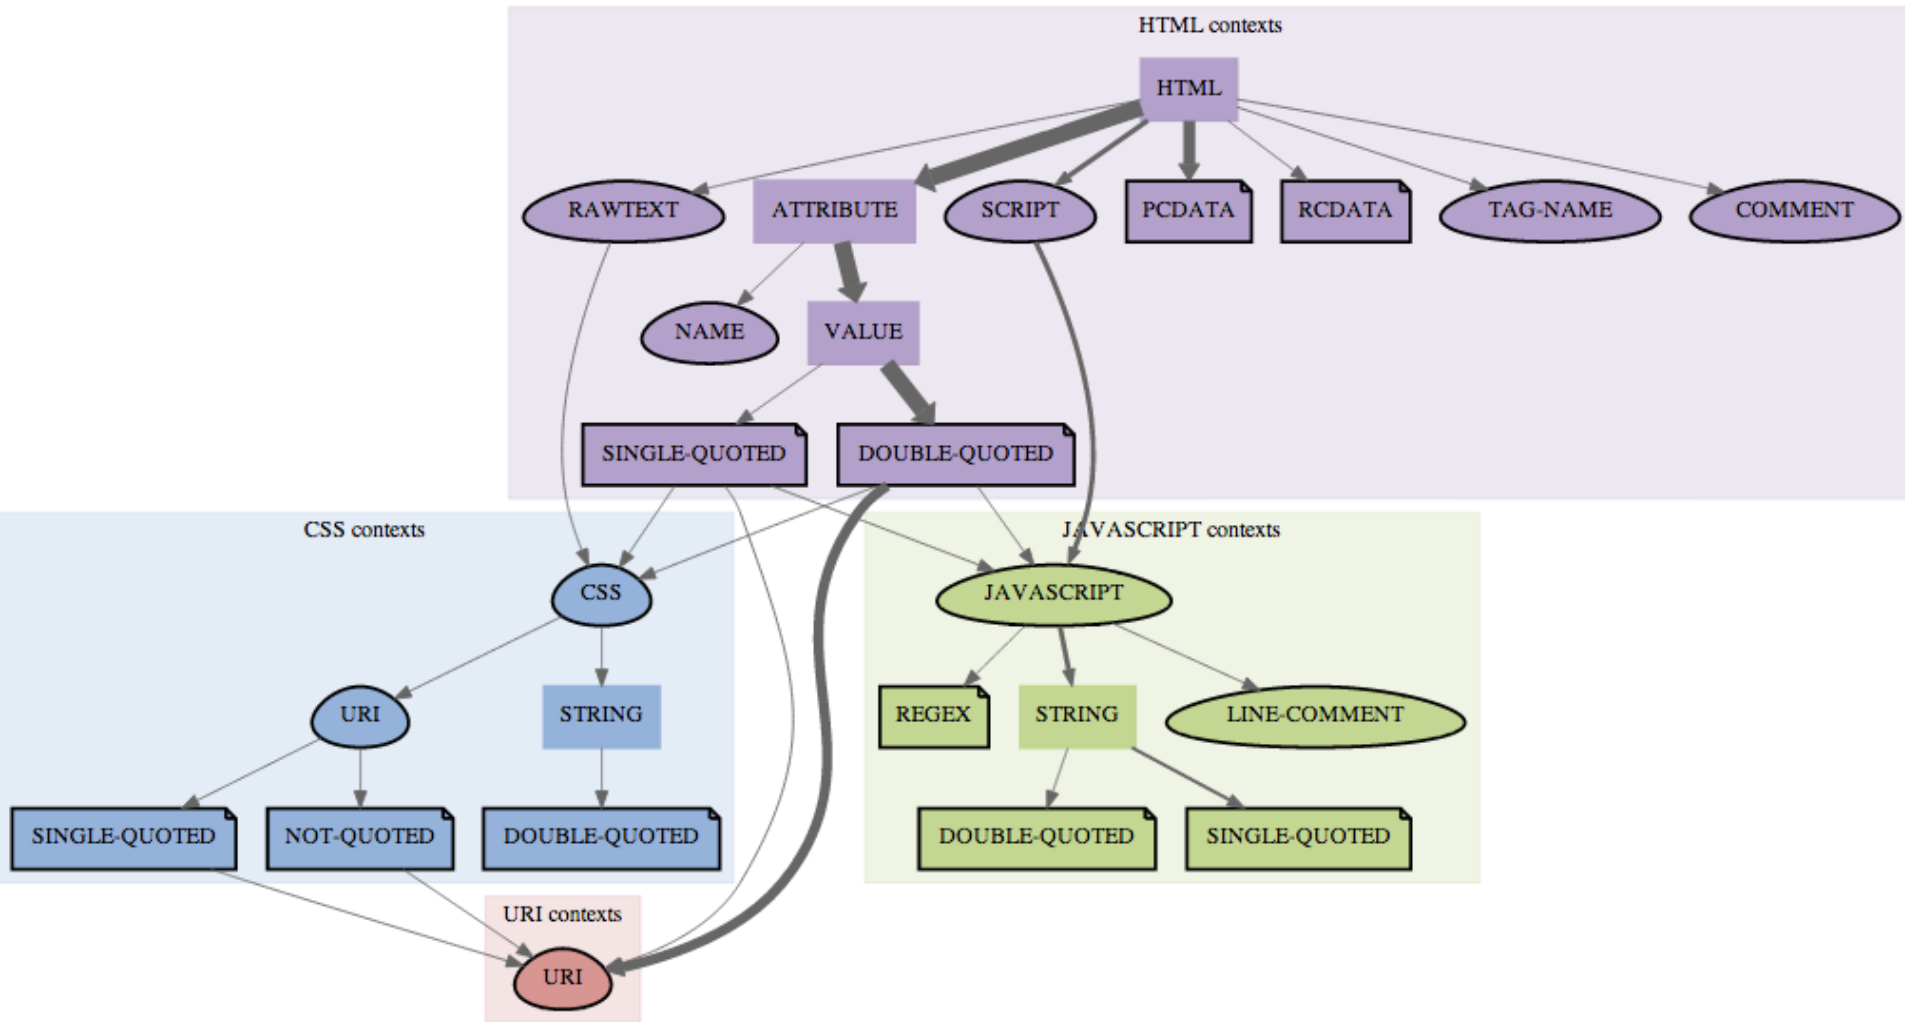 HTML contexts
HTML
RAWTEXT
ATTRIBUTE
SCRIPT
PCDATA
RCDATA
TAG-NAME
COMMENT
NAME
VALUE
SINGLE-QUOTED
DOUBLE-QUOTED
CSS contexts
JAVASCRIPT contexts
CSS
JAVASCRIPT
URI
STRING
REGEX
STRING
LINE-COMMENT
SINGLE-QUOTED
NOT-QUOTED
DOUBLE-QUOTED
DOUBLE-QUOTED
SINGLE-QUOTED
URI contexts
URI